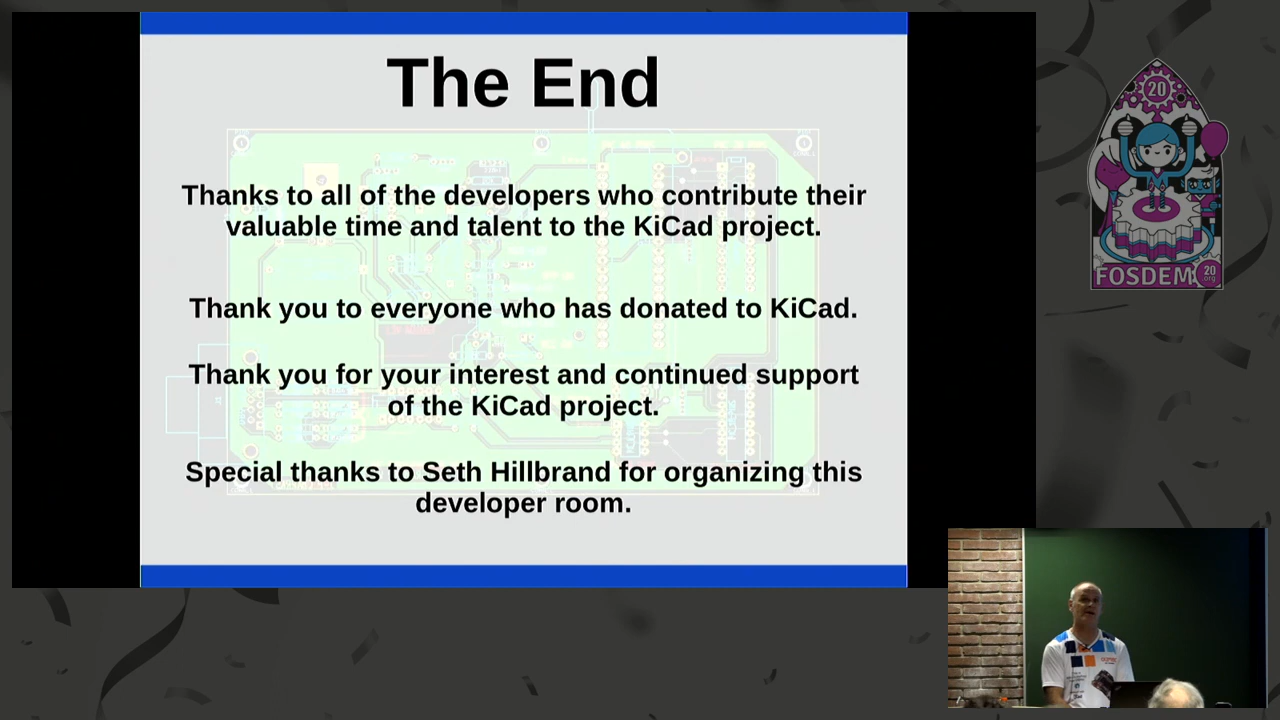 The End
Thanks to all of the developers who contribute their
valuable time and talent to the KiCad project.
Thank you to everyone who has donated to KiCad.
Thank you for your interest and continued support
of the KiCad project.
Special thanks to Seth Hillbrand for organizing this
developer room.
20
FOSDEM
20
org